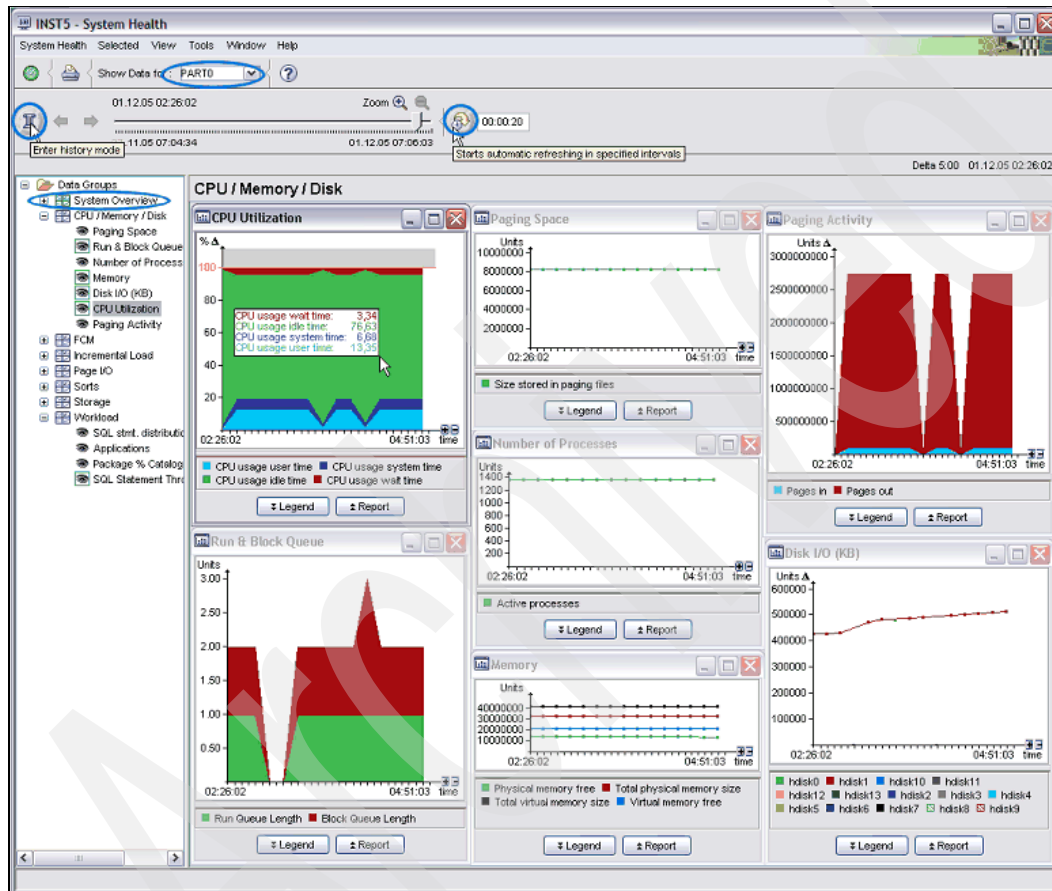 INST5 - System Health
System Health Selected View Tools Window Help
Show Data for: PART0
01.12.05 02:26:02 Zoom
00:00:20
Enter history mode
.11.05 07:04:34 01.12.05 07:06:03
Starts automatic refreshing in specified intervals
Delta 5.00 01.12.05 02:26:02
Data Groups
System Overview
CPU / Memory / Disk
Paging Space
Run & Block Queue
Number of Process
Memory
Disk I/O (KB)
CPU Utilization
Paging Activity
FCM
Incremental Load
Page I/O
Sorts
Storage
Workload
SQL stmt. distributic
Applications
Package % Catalog
SQL Statement Thro
CPU / Memory / Disk
CPU Utilization
% Δ
100
80
60
40
20
CPU usage wait time: 3,34
CPU usage idle time: 76,63
CPU usage system time: 6,68
CPU usage user time: 13,35
02:26:02 04:51:03 time
CPU usage user time CPU usage system time
CPU usage idle time CPU usage wait time
Legend Report
Run & Block Queue
Units
3.00
2.50
2.00
1.50
1.00
0.50
02:26:02 04:51:03 time
Run Queue Length Block Queue Length
Legend Report
Paging Space
Units
10000000
8000000
6000000
4000000
2000000
02:26:02 04:51:03 time
Size stored in paging files
Legend Report
Number of Processes
Units
1400
1200
1000
800
600
400
200
02:26:02 04:51:03 time
Active processes
Legend Report
Memory
Units
40000000
30000000
20000000
10000000
02:26:02 04:51:03 time
Physical memory free Total physical memory size
Total virtual memory size Virtual memory free
Legend Report
Paging Activity
Units Δ
3000000000
2500000000
2000000000
1500000000
1000000000
500000000
02:26:02 04:51:03 time
Pages in Pages out
Legend Report
Disk I/O (KB)
Units Δ
600000
500000
400000
300000
200000
100000
02:26:02 04:51:03 time
hdisk0 hdisk1 hdisk10 hdisk11
hdisk12 hdisk13 hdisk2 hdisk3 hdisk4
hdisk5 hdisk6 hdisk7 hdisk8 hdisk9
Legend Report